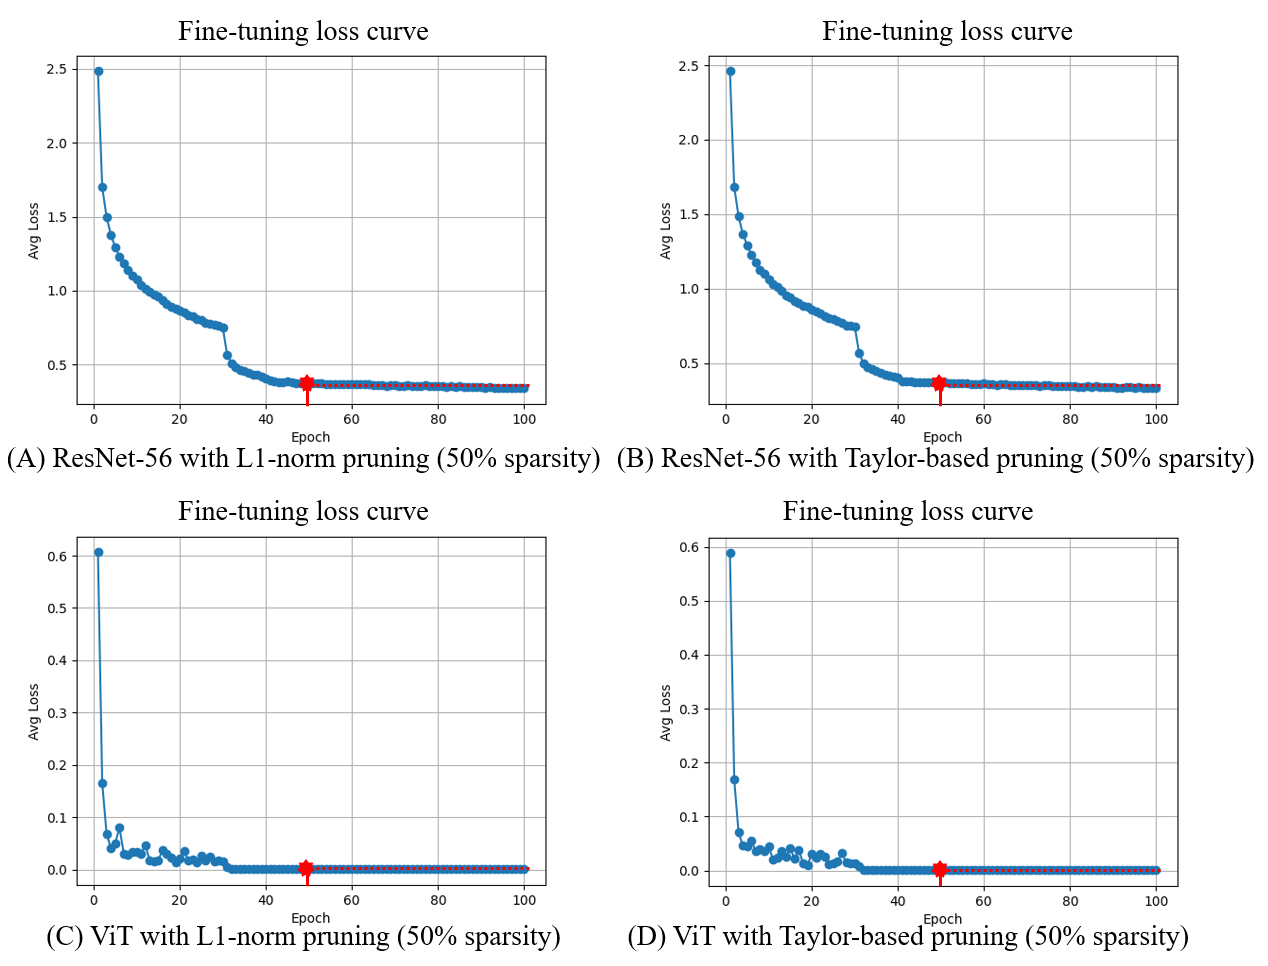 Fine-tuning loss curve
2.5
2.0
1.5
1.0
0.5
Avg Loss
0 20 40 60 80 100
Epoch
(A) ResNet-56 with L1-norm pruning (50% sparsity)
Fine-tuning loss curve
2.5
2.0
1.5
1.0
0.5
Avg Loss
0 20 40 60 80 100
Epoch
(B) ResNet-56 with Taylor-based pruning (50% sparsity)
Fine-tuning loss curve
0.6
0.5
0.4
0.3
0.2
0.1
0.0
Avg Loss
0 20 40 60 80 100
Epoch
(C) ViT with L1-norm pruning (50% sparsity)
Fine-tuning loss curve
0.6
0.5
0.4
0.3
0.2
0.1
0.0
Avg Loss
0 20 40 60 80 100
Epoch
(D) ViT with Taylor-based pruning (50% sparsity)